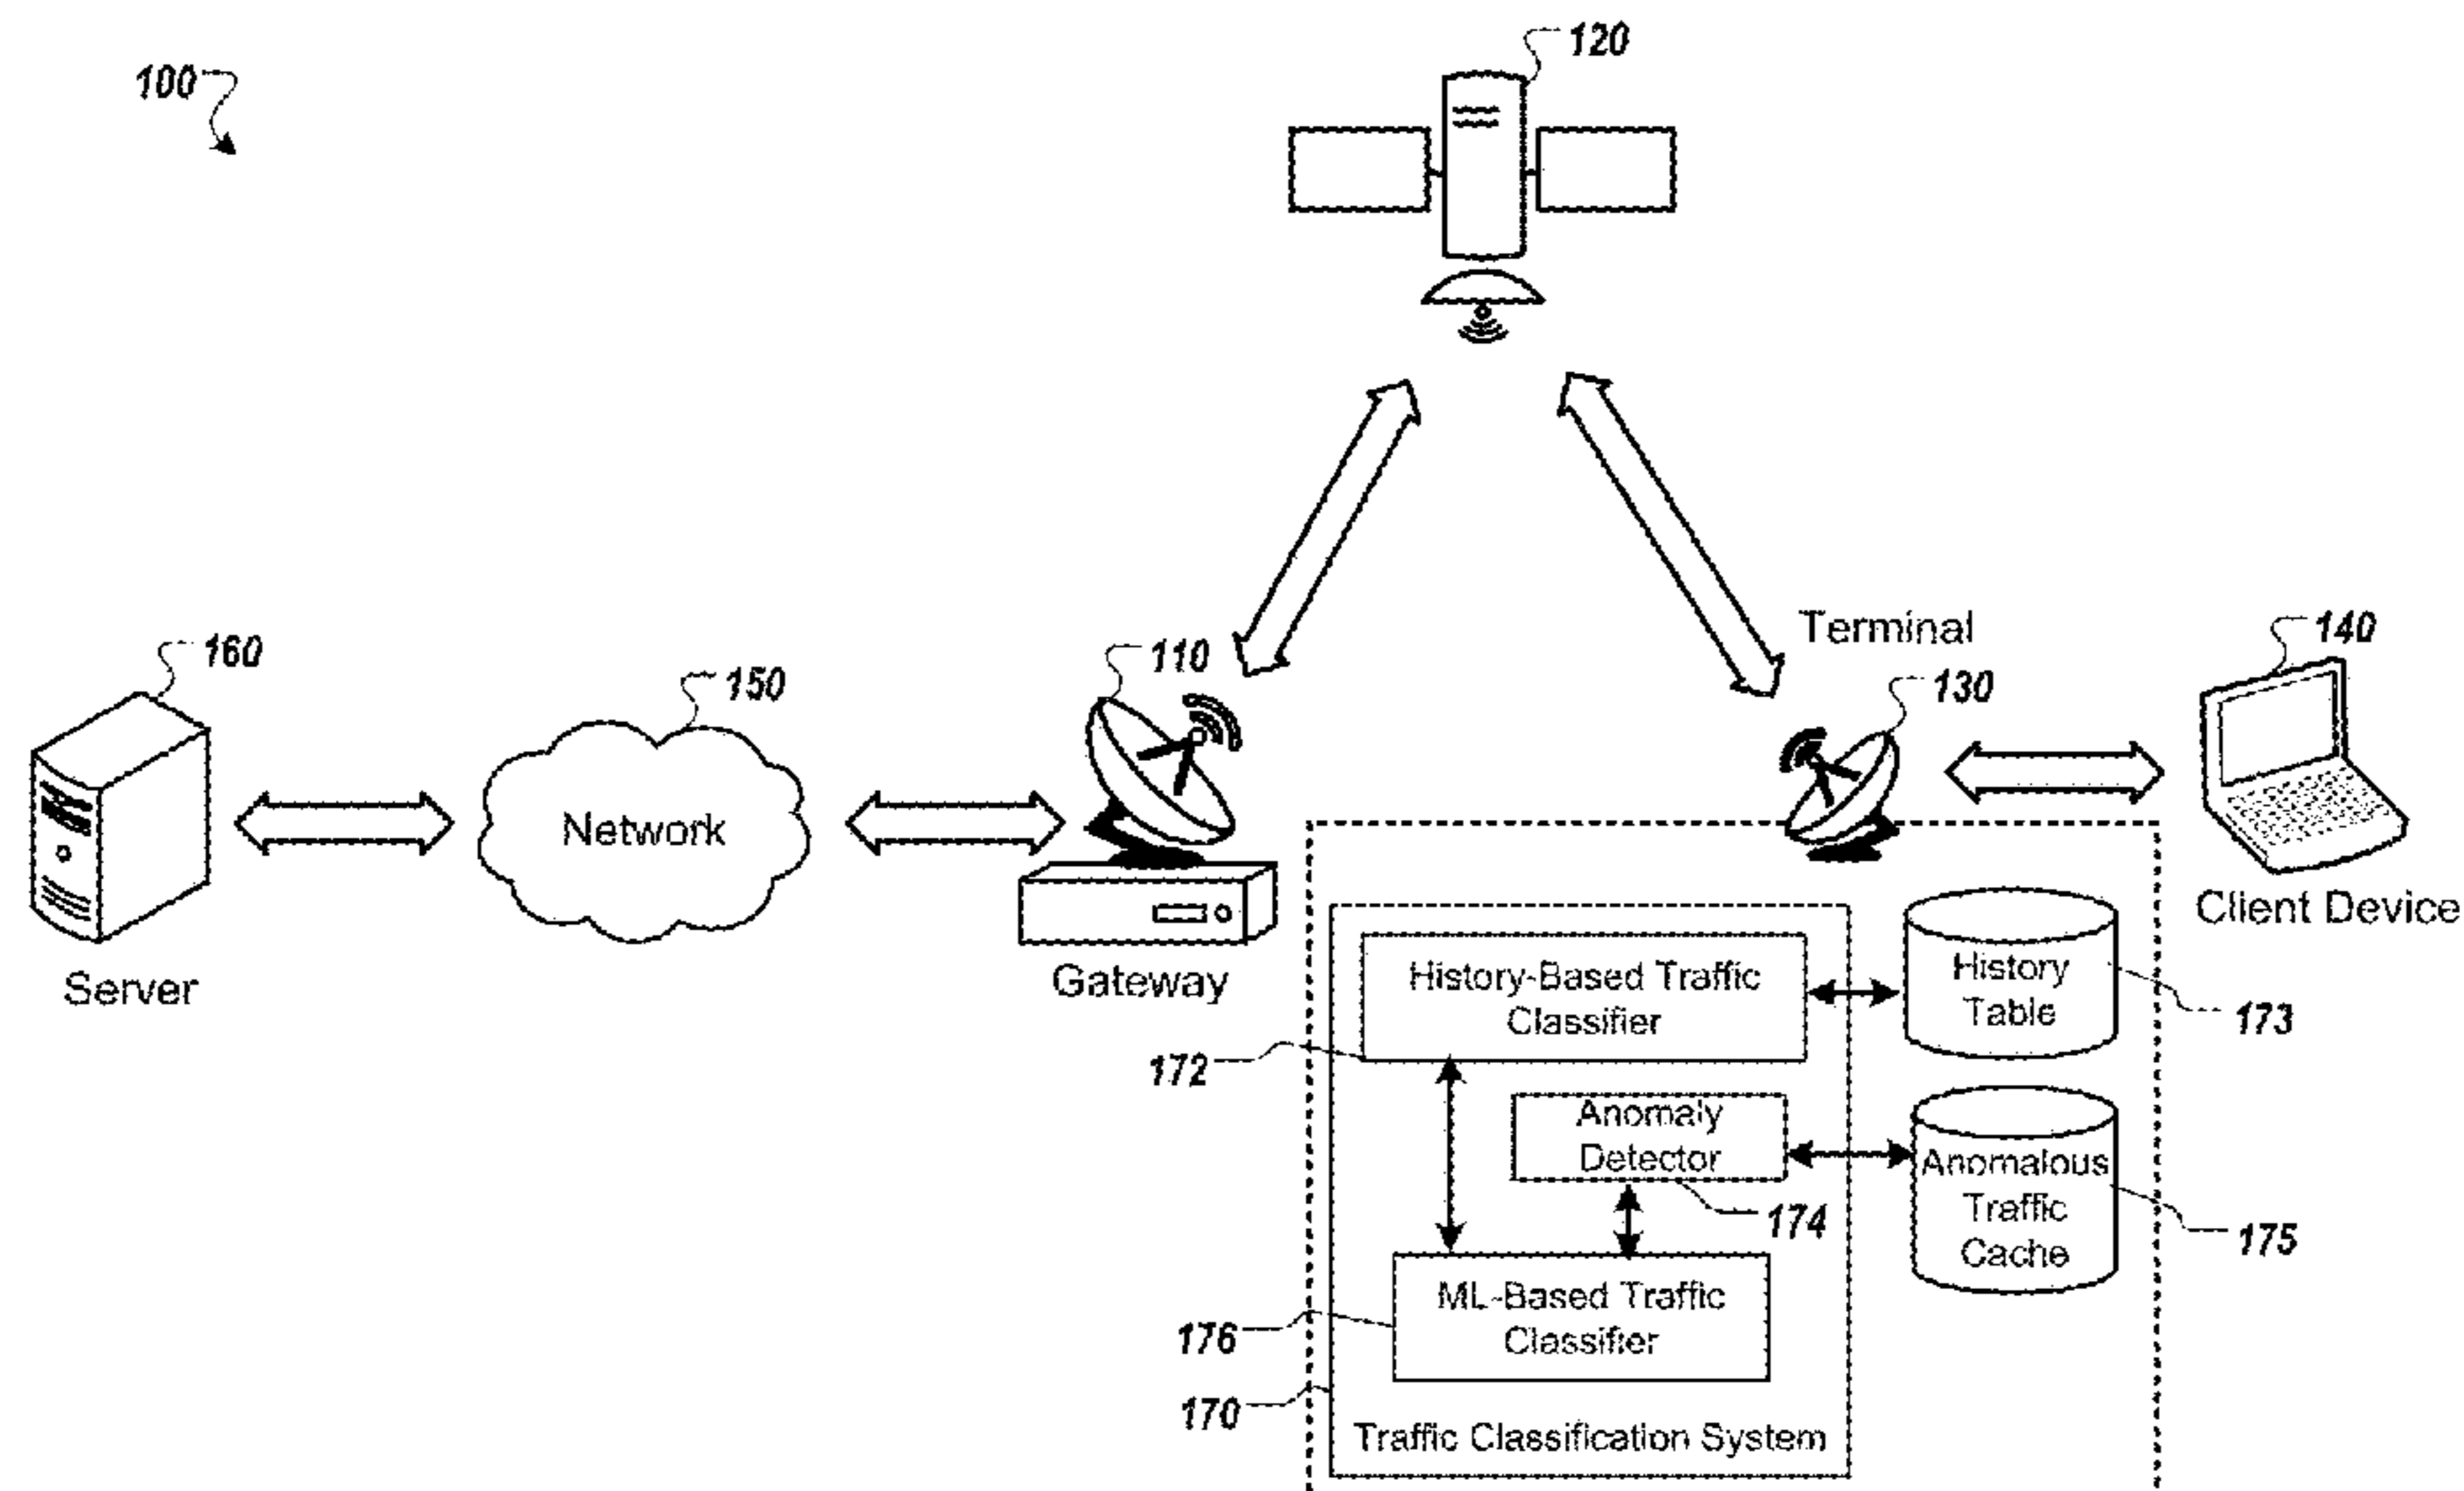 100
120
160
150
110
Terminal
130
140
Network
Server
Gateway
Client Device
History-Based Traffic
Classifier
172
History
Table
173
Anomaly
Detector
174
Anomalous
Traffic
Cache
175
ML-Based Traffic
Classifier
176
170
Traffic Classification System